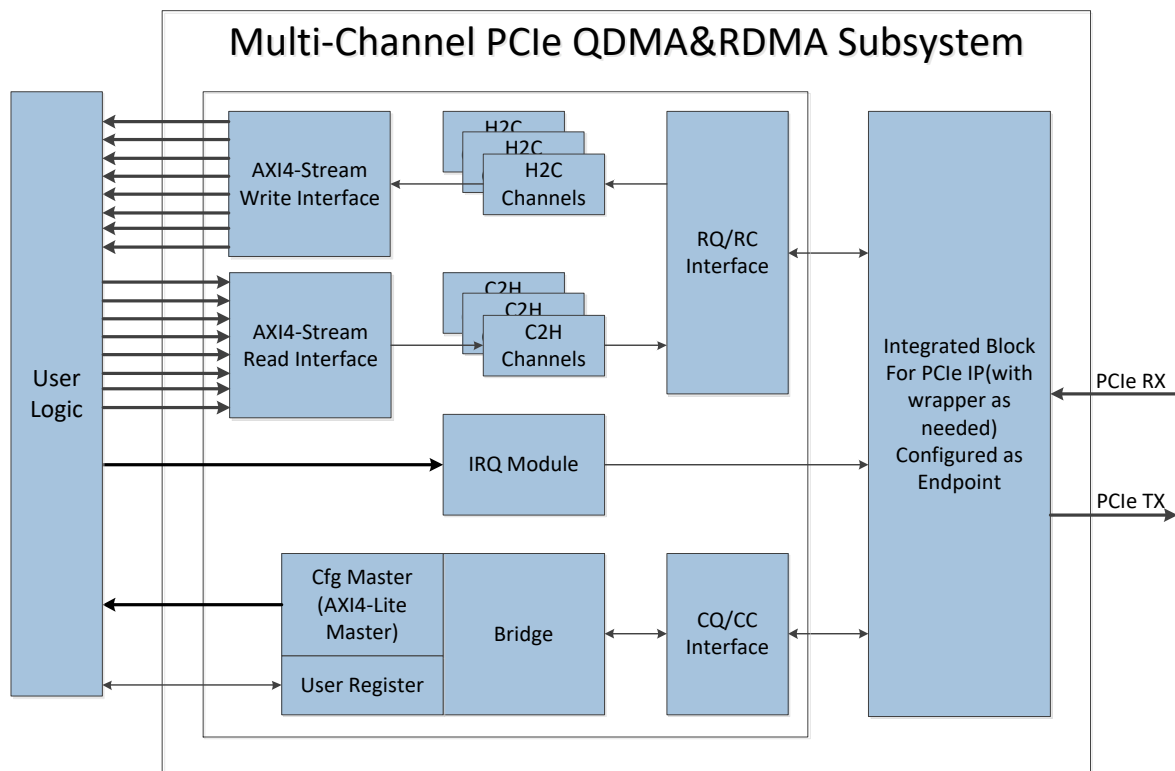 Multi-Channel PCIe QDMA&RDMA Subsystem
User
Logic
AXI4-Stream
Write Interface
H2C
H2C
H2C
Channels
AXI4-Stream
Read Interface
C2H
C2H
C2H
Channels
RQ/RC
Interface
IRQ Module
Cfg Master
(AXI4-Lite
Master)
User Register
Bridge
CQ/CC
Interface
Integrated Block
For PCIe IP(with
wrapper as
needed)
Configured as
Endpoint
PCIe RX
PCIe TX